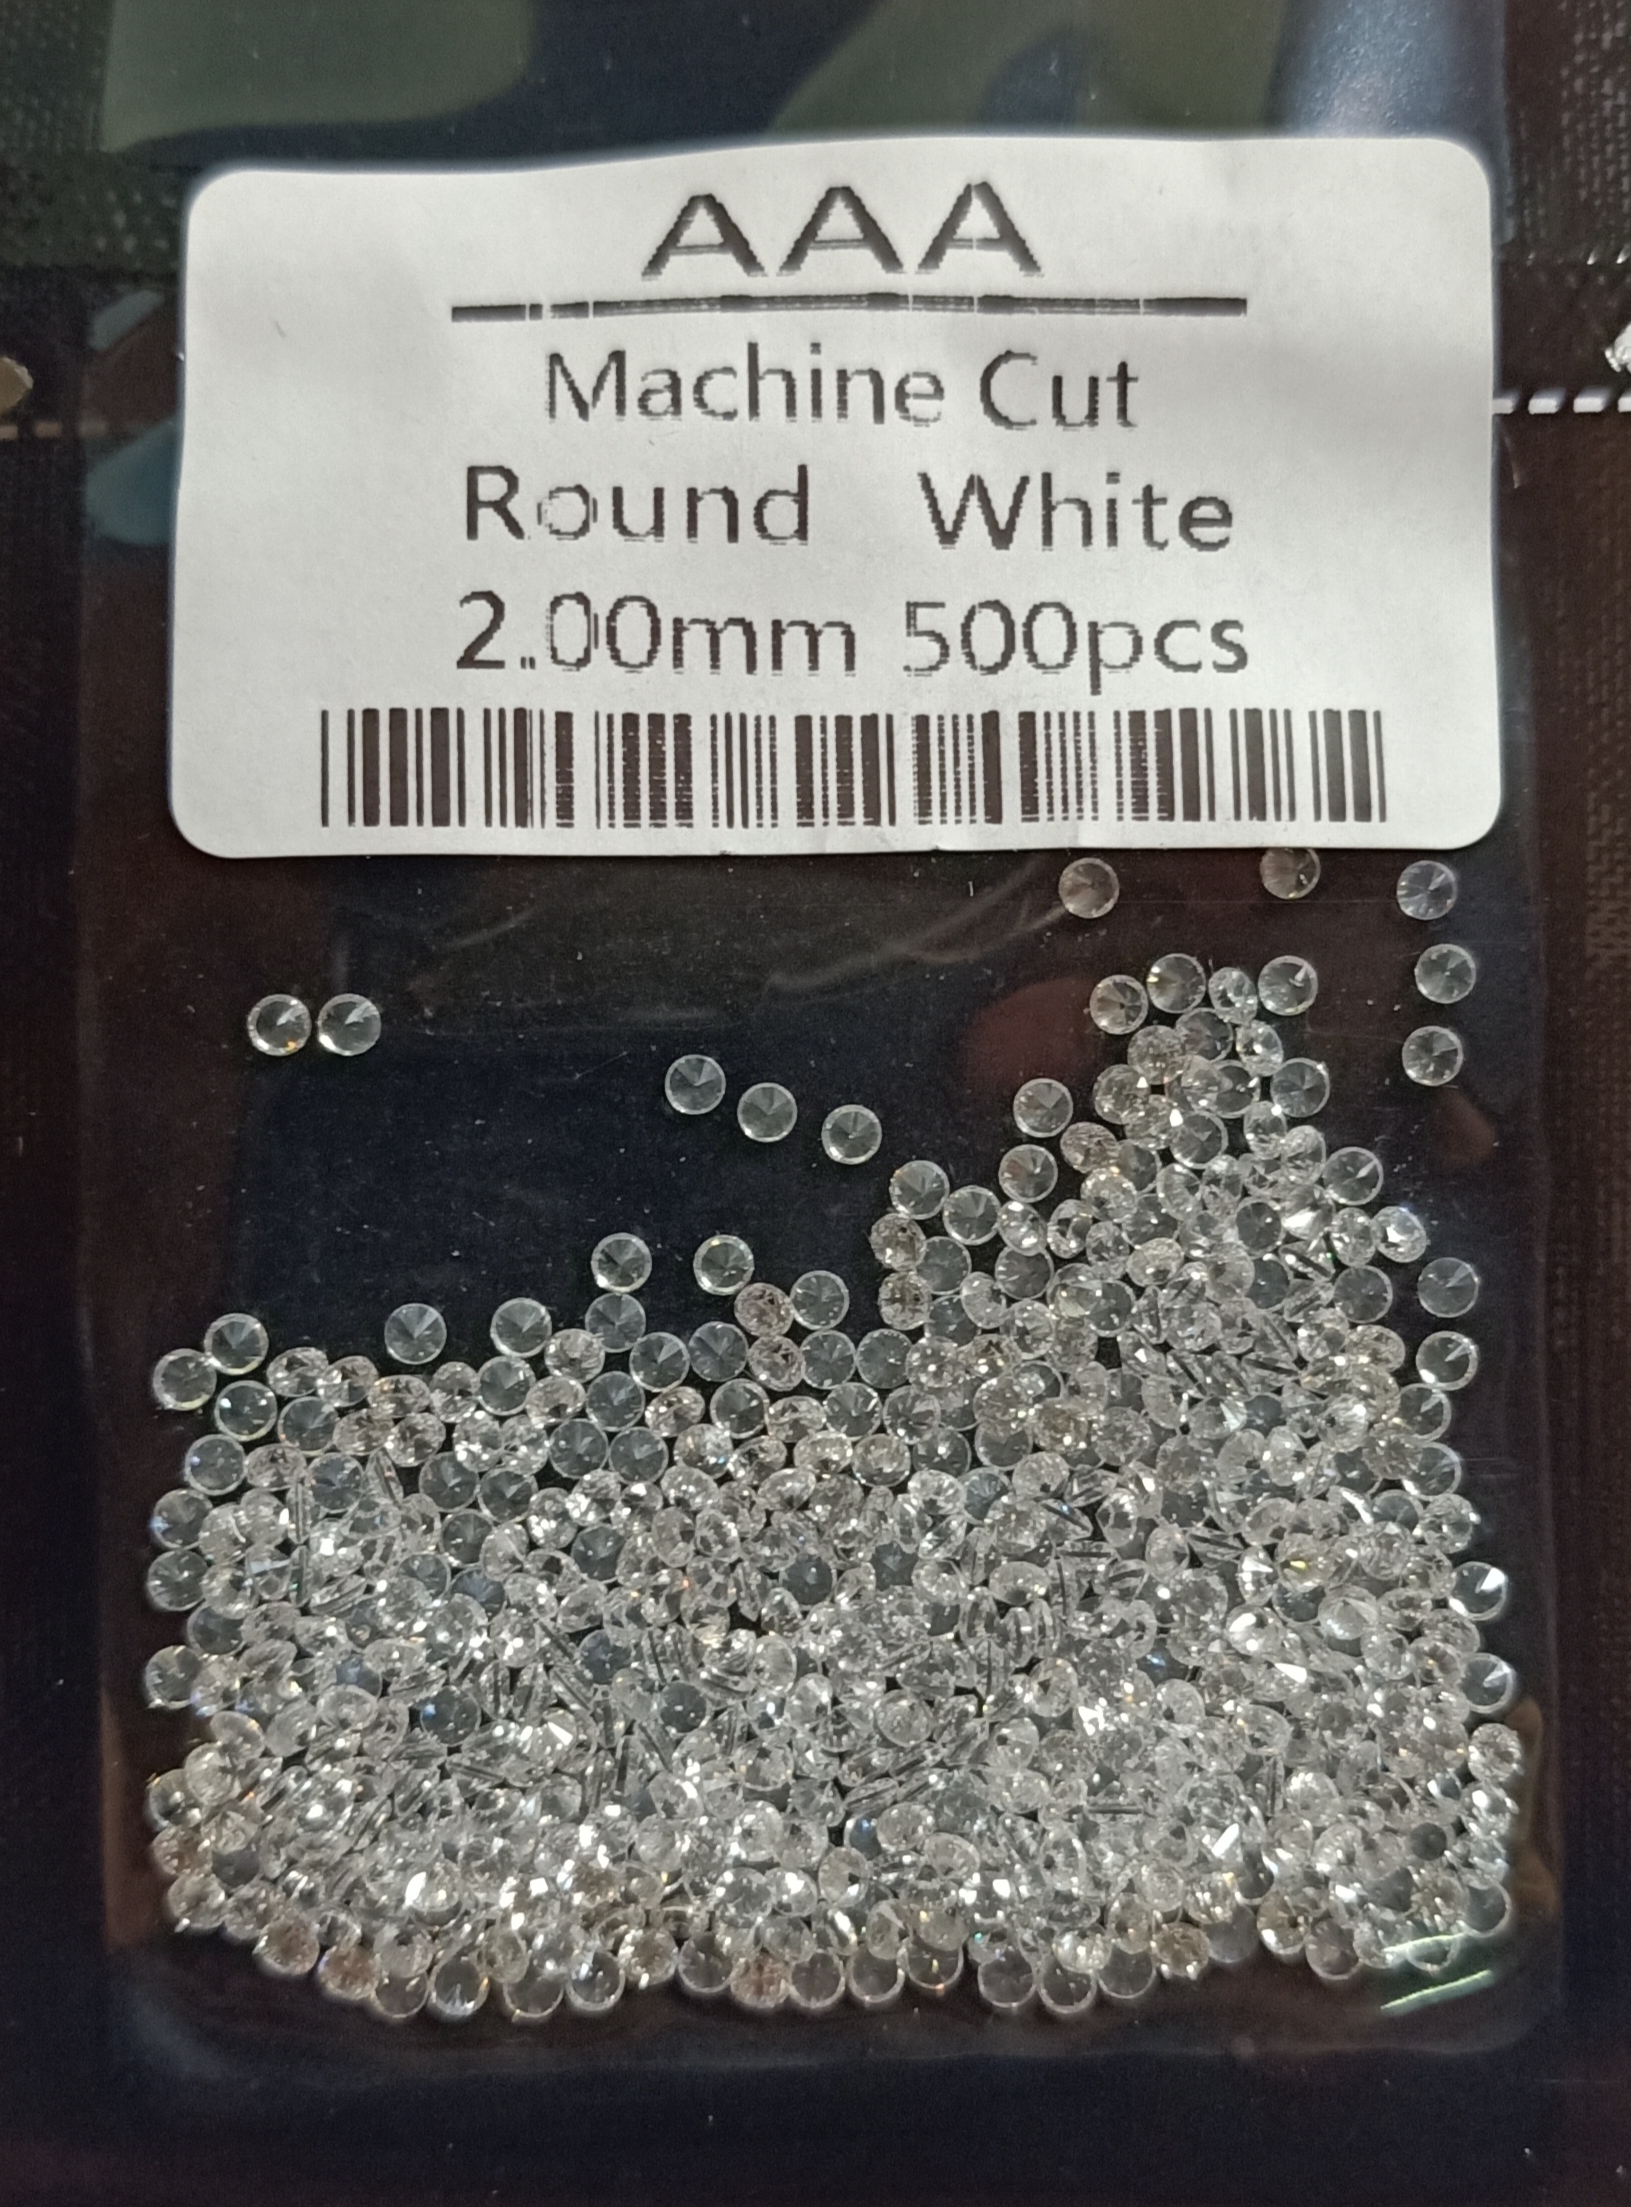 AAA
Machine Cut
Round White
2.00mm 500pcs